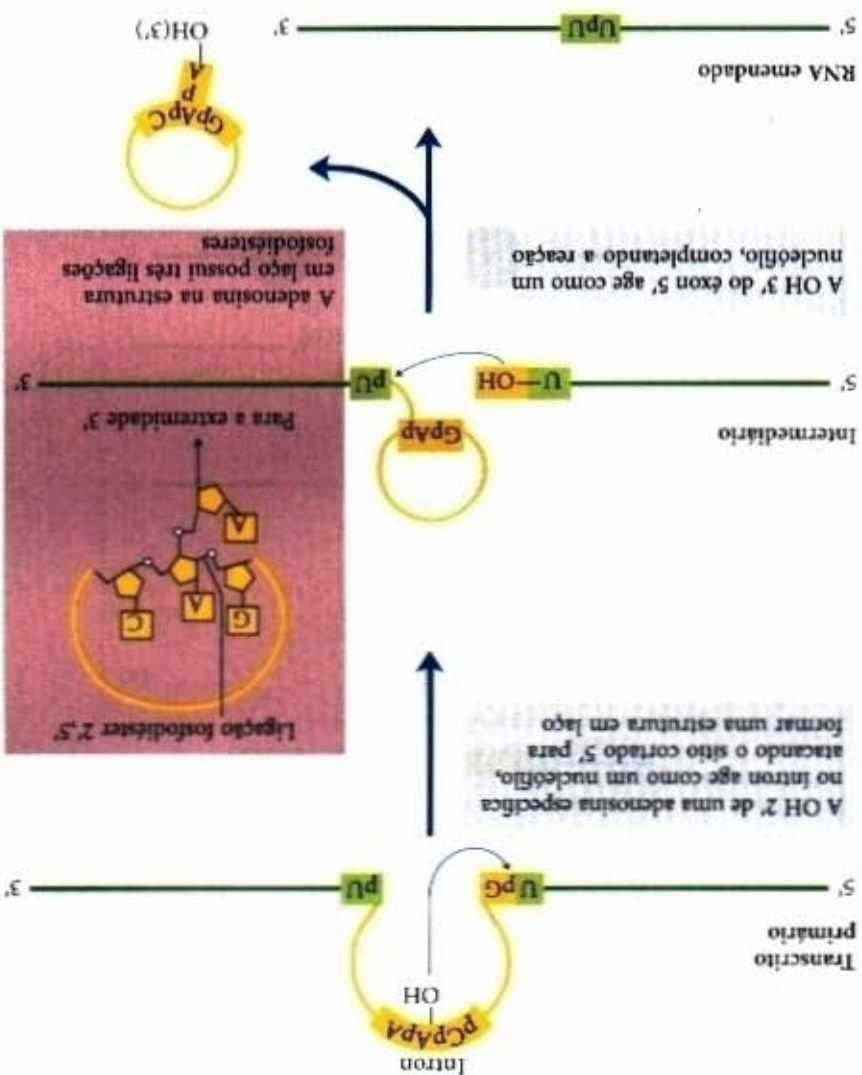 Intron
pCpApA
OH
Transcrito
primário
5'
UpG
pU
3'
A OH 2' de uma adenosina específica
no íntron age como um nucleófilo,
atacando o sítio cortado 5' para
formar uma estrutura em laço
Ligação fosfodiéster 2',5'
G
A
C
A
Para a extremidade 3'
A adenosina na estrutura
em laço possui três ligações
fosfodiésteres
Intermediário
GpAp
5'
U—OH
pU
3'
A OH 3' do éxon 5' age como um
nucleófilo, completando a reação
GpApC
p
A
OH(3')
RNA emendado
5'
UpU
3'